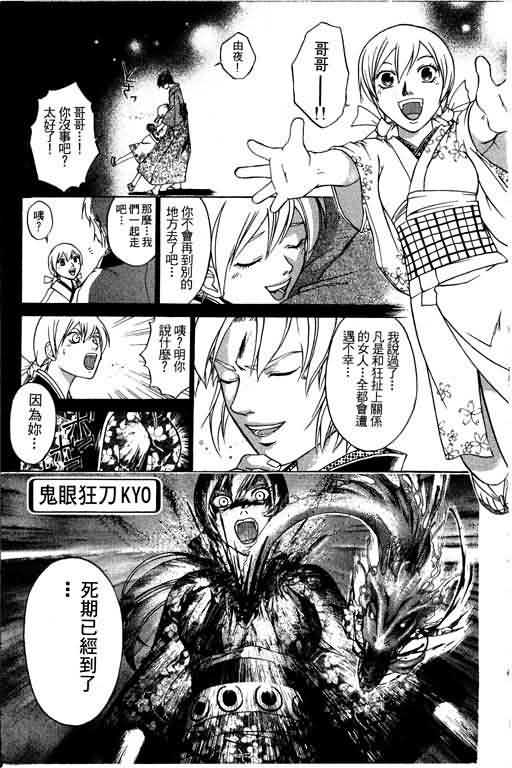 哥哥──!!
由夜!
哥哥…!
你沒事吧?
太好了!
你不會再到別的
地方去了吧…
那麼…我
們一起走
吧…
咦?
我說過了…
凡是和狂扯上關係
的女人…全都會遭
遇不幸…
咦?明你
說什麼?
因為妳…
鬼眼狂刀KYO
…死期已經到了